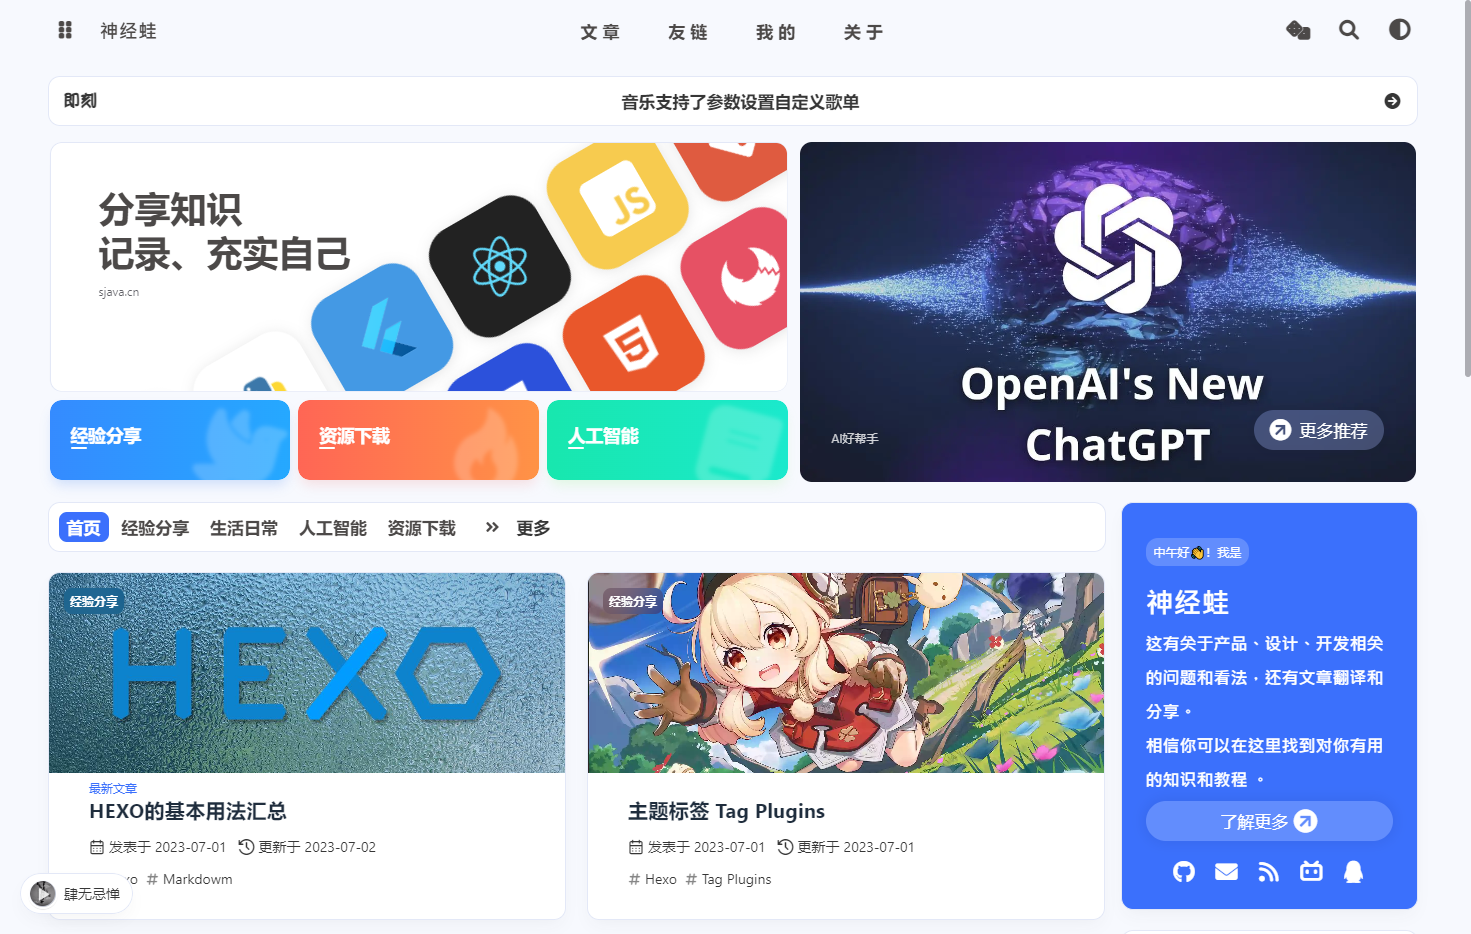 神经蛙
文章 友链 我的 关于
即刻
音乐支持了参数设置自定义歌单
分享知识
记录、充实自己
sjava.cn
JS
5
经验分享
资源下载
人工智能
OpenAI's New
ChatGPT
AI好帮手
更多推荐
首页 经验分享 生活日常 人工智能 资源下载 更多
经验分享
HEXO
最新文章
HEXO的基本用法汇总
发表于 2023-07-01 更新于 2023-07-02
# Markdowm
经验分享
主题标签 Tag Plugins
发表于 2023-07-01 更新于 2023-07-01
# Hexo # Tag Plugins
中午好👏！我是
神经蛙
这有关于产品、设计、开发相关
的问题和看法，还有文章翻译和
分享。
相信你可以在这里找到对你有用
的知识和教程 。
了解更多
肆无忌惮